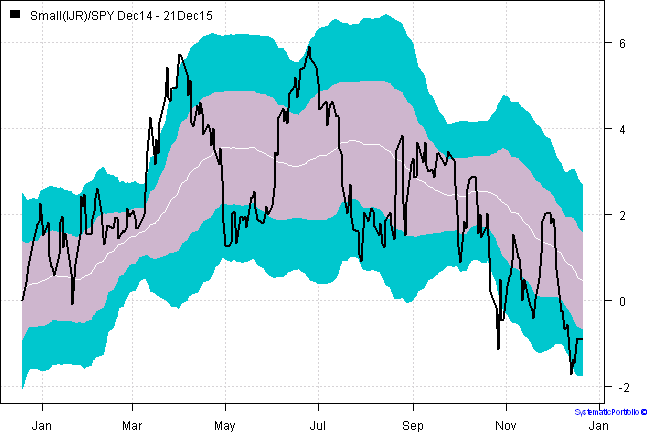 Small(IJR)/SPY Dec14 - 21Dec15
6
4
2
0
-2
Jan Mar May Jul Sep Nov Jan
SystematicPortfolio ©